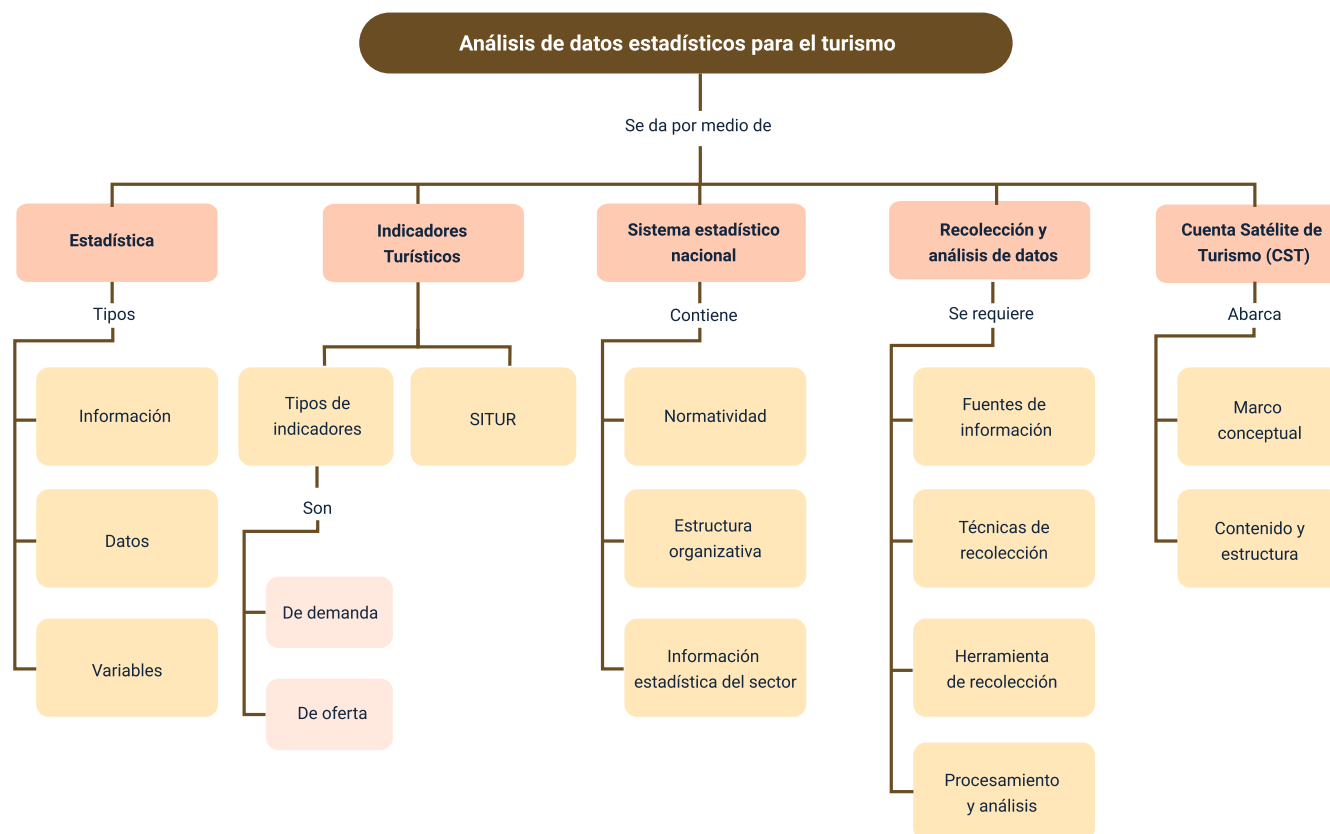 Análisis de datos estadísticos para el turismo
Se da por medio de
Estadística
Tipos
Información
Datos
Variables
Indicadores
Turísticos
Tipos de
indicadores
SITUR
Son
De demanda
De oferta
Sistema estadístico
nacional
Contiene
Normatividad
Estructura
organizativa
Información
estadística del sector
Recolección y
análisis de datos
Se requiere
Fuentes de
información
Técnicas de
recolección
Herramienta
de recolección
Procesamiento
y análisis
Cuenta Satélite de
Turismo (CST)
Abarca
Marco
conceptual
Contenido y
estructura